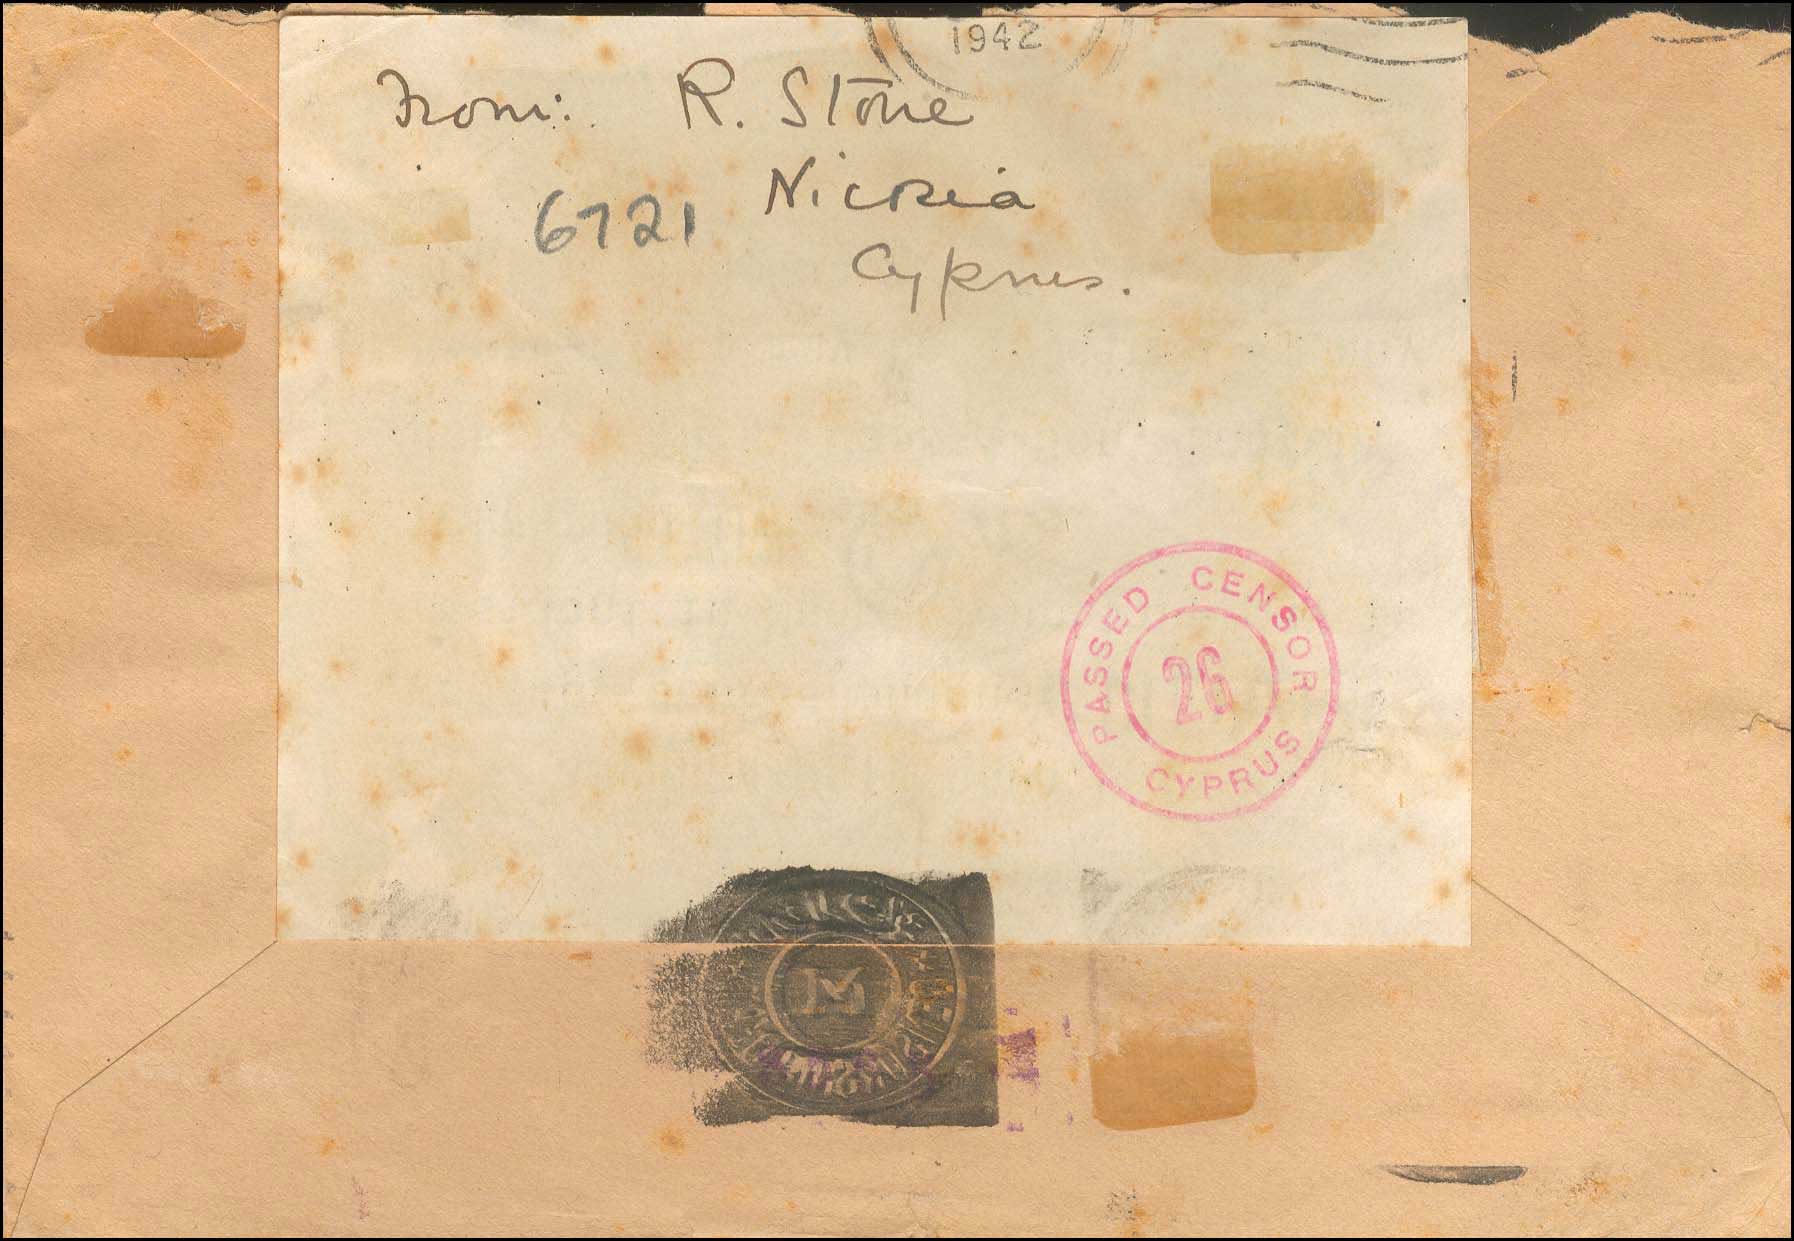 1942
From: R. Stone
6721 Nicosia
Cyprus.
PASSED CENSOR
26
CYPRUS